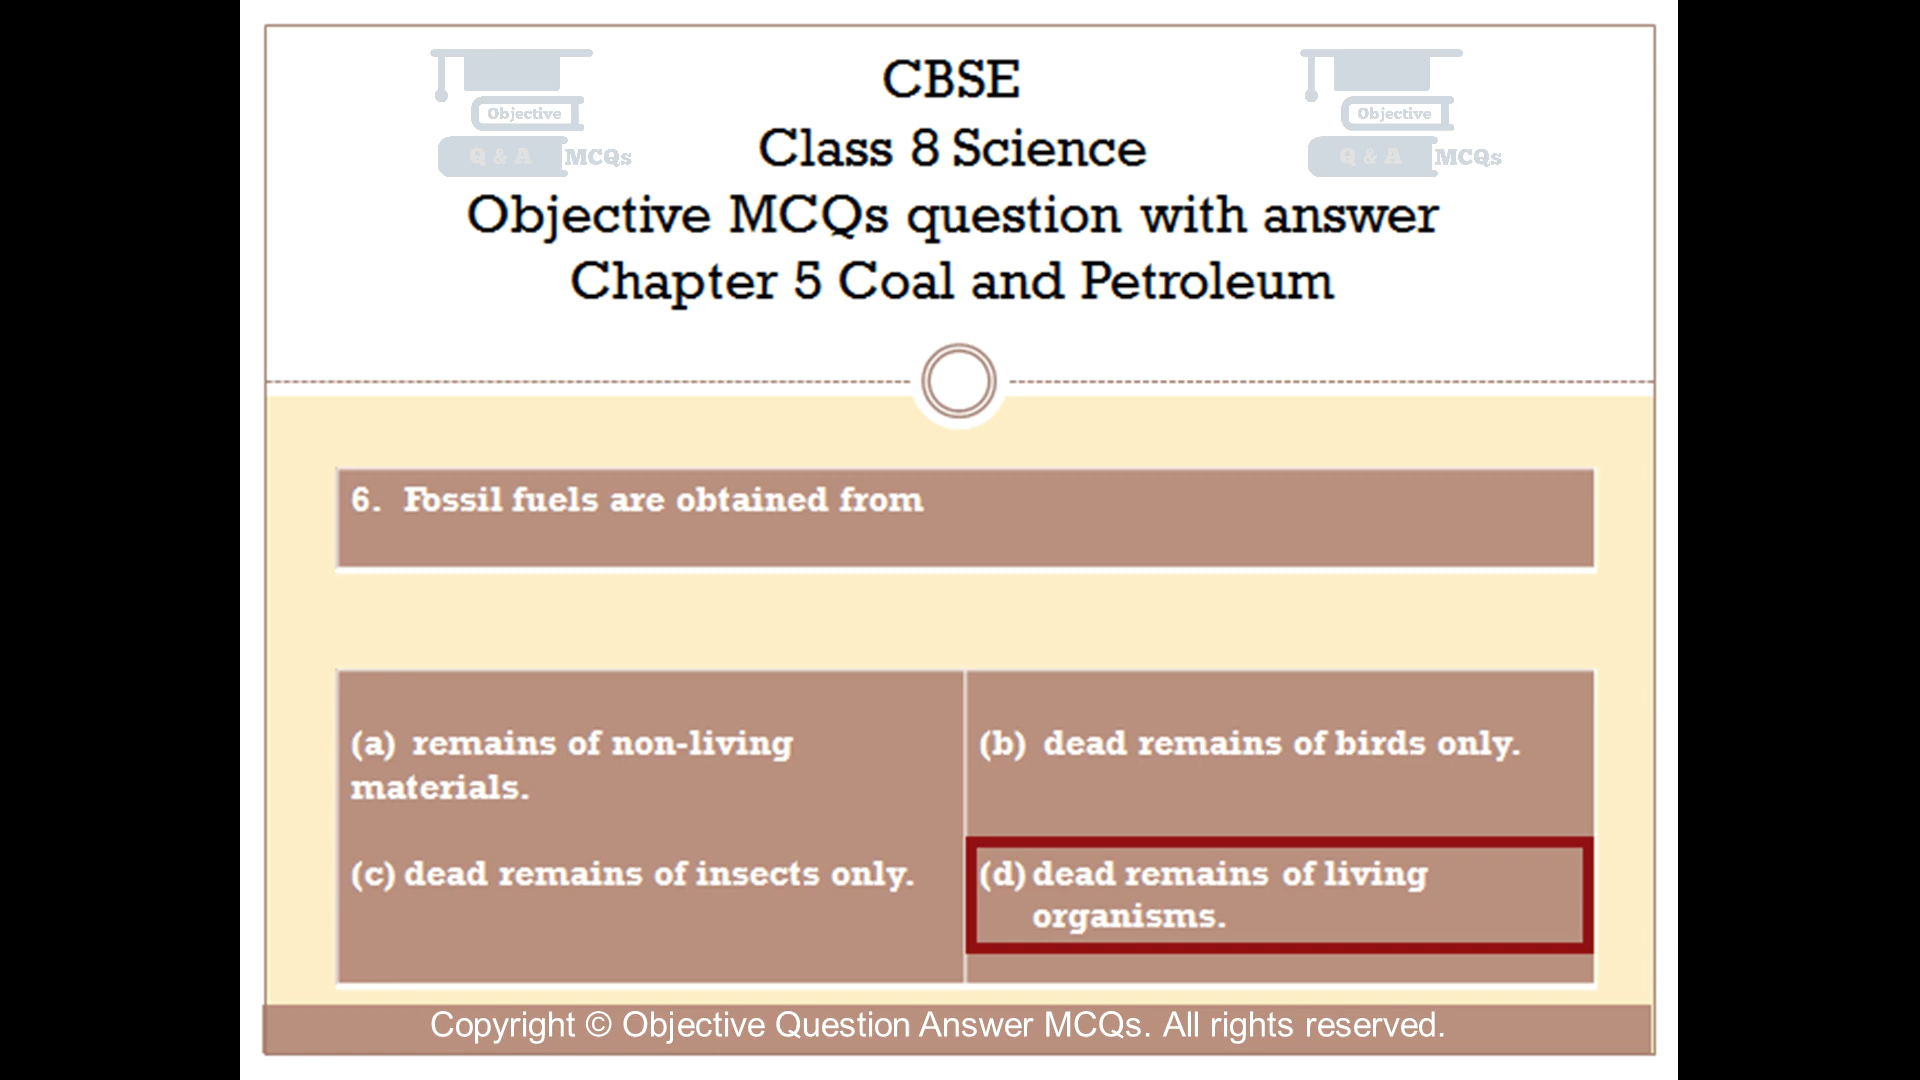 CBSE
Class 8 Science
Objective MCQs question with answer
Chapter 5 Coal and Petroleum
Objective
Q & A MCQs
Objective
Q & A MCQs
6. Fossil fuels are obtained from
(a) remains of non-living
materials.
(b) dead remains of birds only.
(c) dead remains of insects only.
(d) dead remains of living
organisms.
Copyright © Objective Question Answer MCQs. All rights reserved.